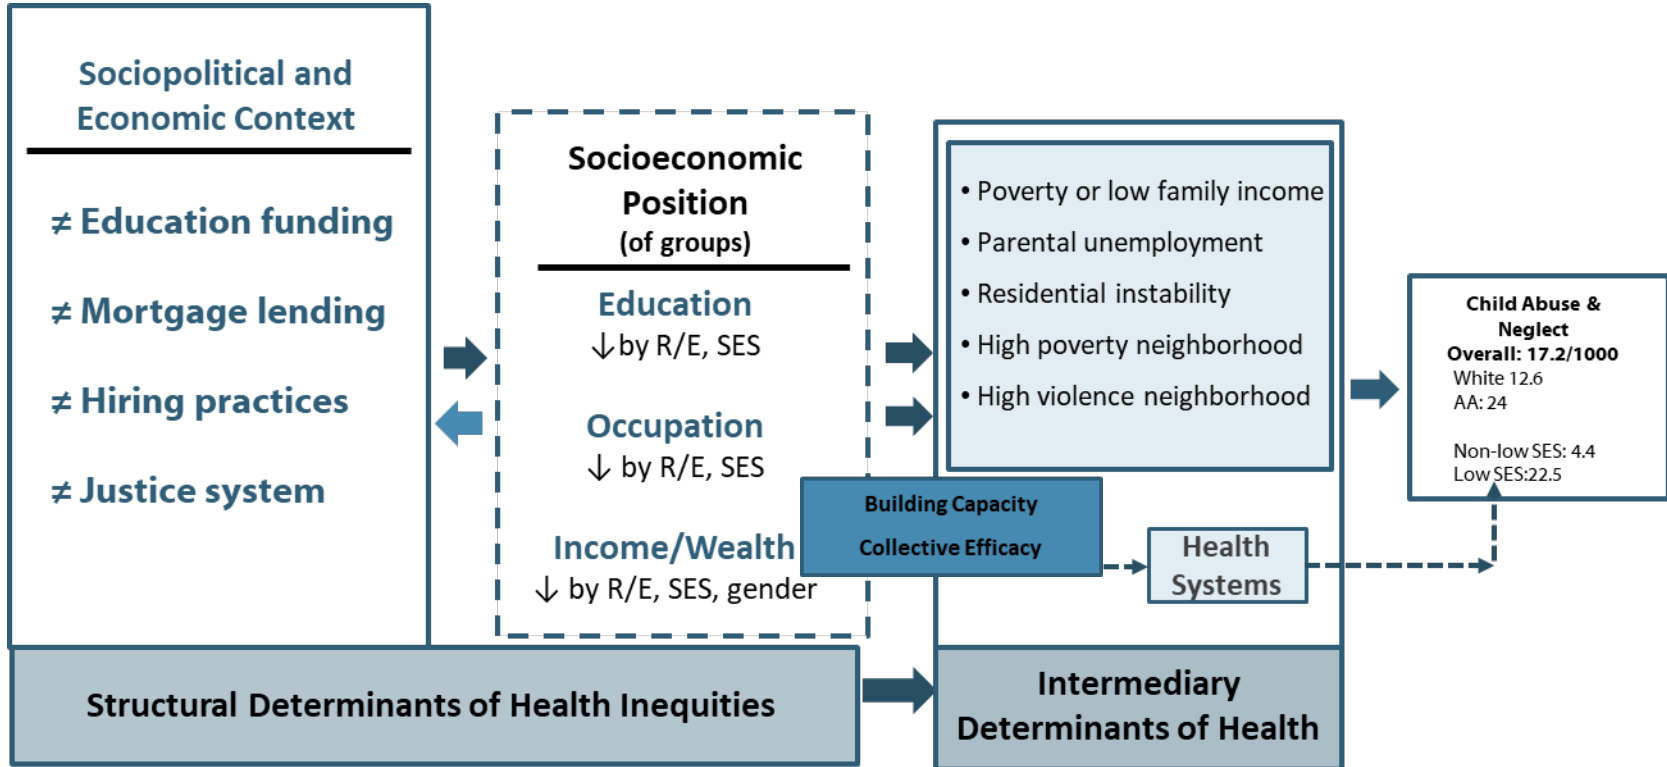 Sociopolitical and
Economic Context
≠ Education funding
≠ Mortgage lending
≠ Hiring practices
≠ Justice system
Socioeconomic
Position
(of groups)
Education
↓by R/E, SES
Occupation
↓ by R/E, SES
Income/Wealth
↓ by R/E, SES, gender
• Poverty or low family income
• Parental unemployment
• Residential instability
• High poverty neighborhood
• High violence neighborhood
Building Capacity
Collective Efficacy
Health
Systems
Child Abuse &
Neglect
Overall: 17.2/1000
White 12.6
AA: 24
Non-low SES: 4.4
Low SES:22.5
Structural Determinants of Health Inequities
Intermediary
Determinants of Health